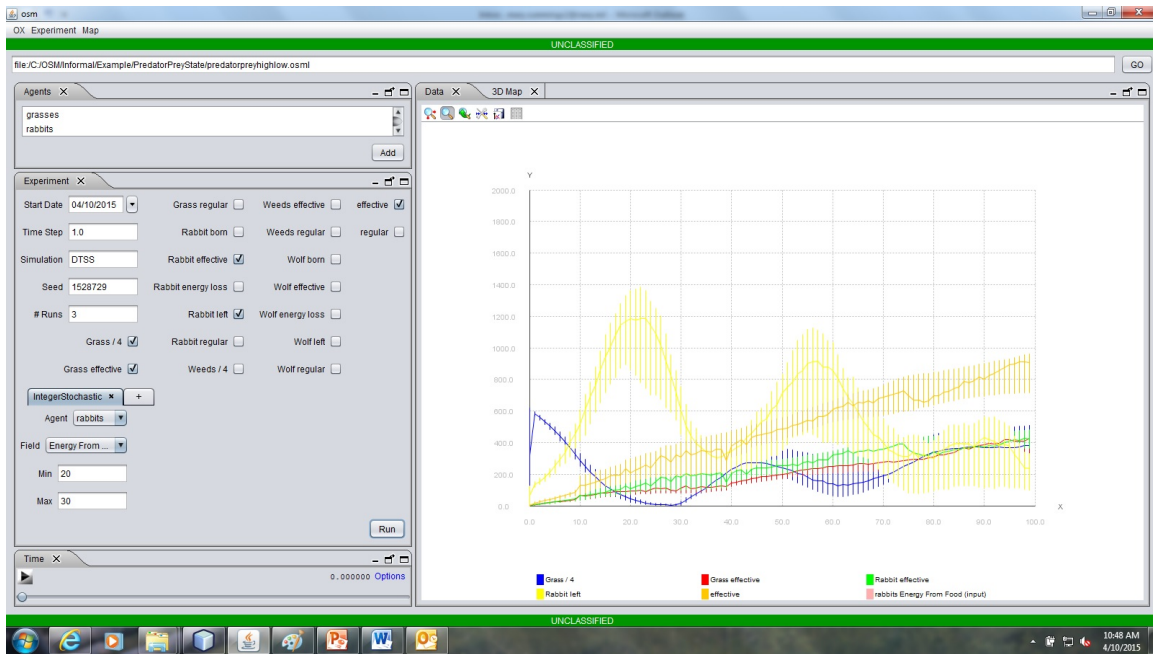 osm
OX Experiment Map
UNCLASSIFIED
file:/C:/OSM/Informal/Example/PredatorPreyState/predatorpreyhighlow.osml
GO
Agents
grasses
rabbits
Add
Experiment
Start Date 04/10/2015 Grass regular Weeds effective effective
Time Step 1.0 Rabbit born Weeds regular regular
Simulation DTSS Rabbit effective Wolf born
Seed 1528729 Rabbit energy loss Wolf effective
# Runs 3 Rabbit left Wolf energy loss
Grass / 4 Rabbit regular Wolf left
Grass effective Weeds / 4 Wolf regular
IntegerStochastic +
Agent rabbits
Field Energy From ...
Min 20
Max 30
Run
Time
0.000000 Options
Data 3D Map
Y
2000.0
1800.0
1600.0
1400.0
1200.0
1000.0
800.0
600.0
400.0
200.0
0.0
X
0.0 10.0 20.0 30.0 40.0 50.0 60.0 70.0 80.0 90.0 100.0
Grass / 4 Grass effective Rabbit effective
Rabbit left effective rabbits Energy From Food (input)
UNCLASSIFIED
10:48 AM
4/10/2015